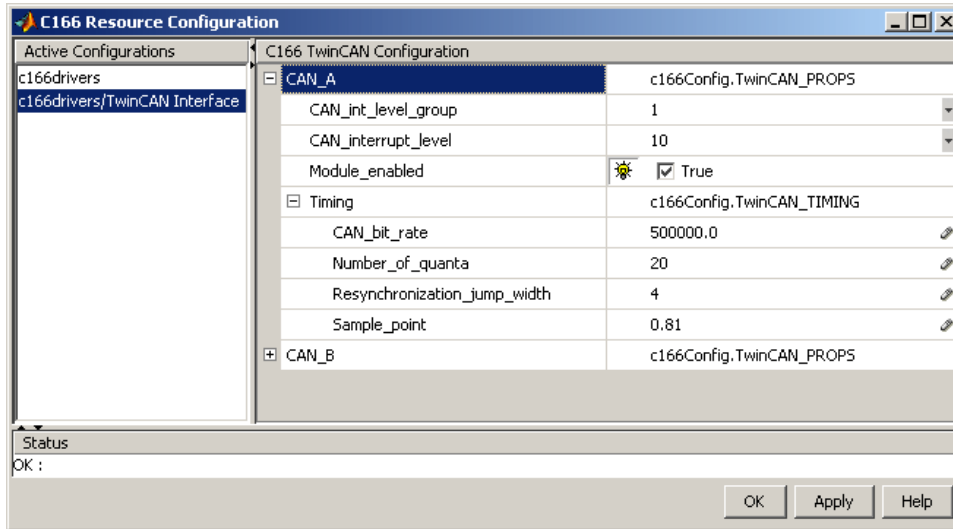 C166 Resource Configuration
Active Configurations
C166 TwinCAN Configuration
c166drivers
c166drivers/TwinCAN Interface
CAN_A c166Config.TwinCAN_PROPS
CAN_int_level_group 1
CAN_interrupt_level 10
Module_enabled True
Timing c166Config.TwinCAN_TIMING
CAN_bit_rate 500000.0
Number_of_quanta 20
Resynchronization_jump_width 4
Sample_point 0.81
CAN_B c166Config.TwinCAN_PROPS
Status
OK :
OK Apply Help